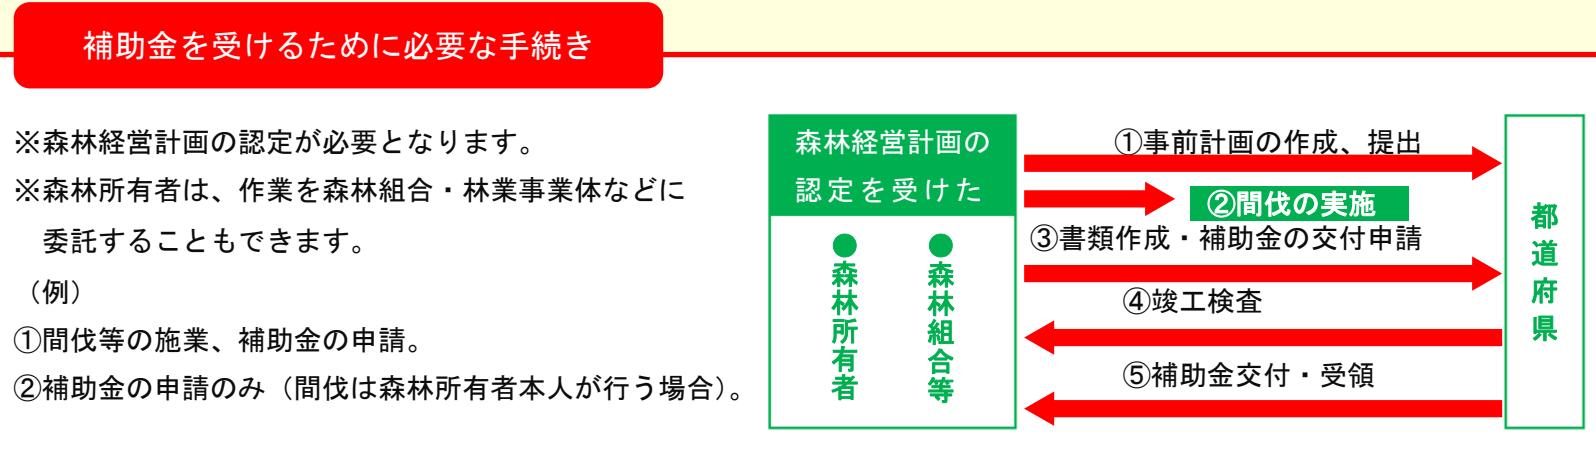 補助金を受けるために必要な手続き
※森林経営計画の認定が必要となります。
※森林所有者は、作業を森林組合・林業事業体などに
委託することもできます。
（例）
①間伐等の施業、補助金の申請。
②補助金の申請のみ（間伐は森林所有者本人が行う場合）。
森林経営計画の
認定を受けた
●森林組合等
●森林所有者
①事前計画の作成、提出
②間伐の実施
③書類作成・補助金の交付申請
④竣工検査
⑤補助金交付・受領
都道府県